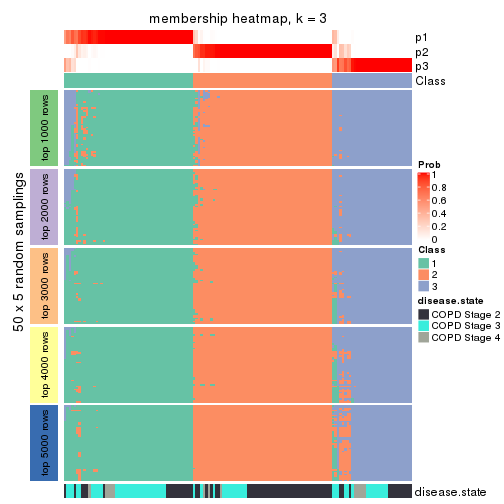 membership heatmap, k = 3
p1
p2
p3
Class
50 x 5 random samplings
top 1000 rows
top 2000 rows
top 3000 rows
top 4000 rows
top 5000 rows
disease.state
Prob
1
0.8
0.6
0.4
0.2
0
Class
1
2
3
disease.state
COPD Stage 2
COPD Stage 3
COPD Stage 4